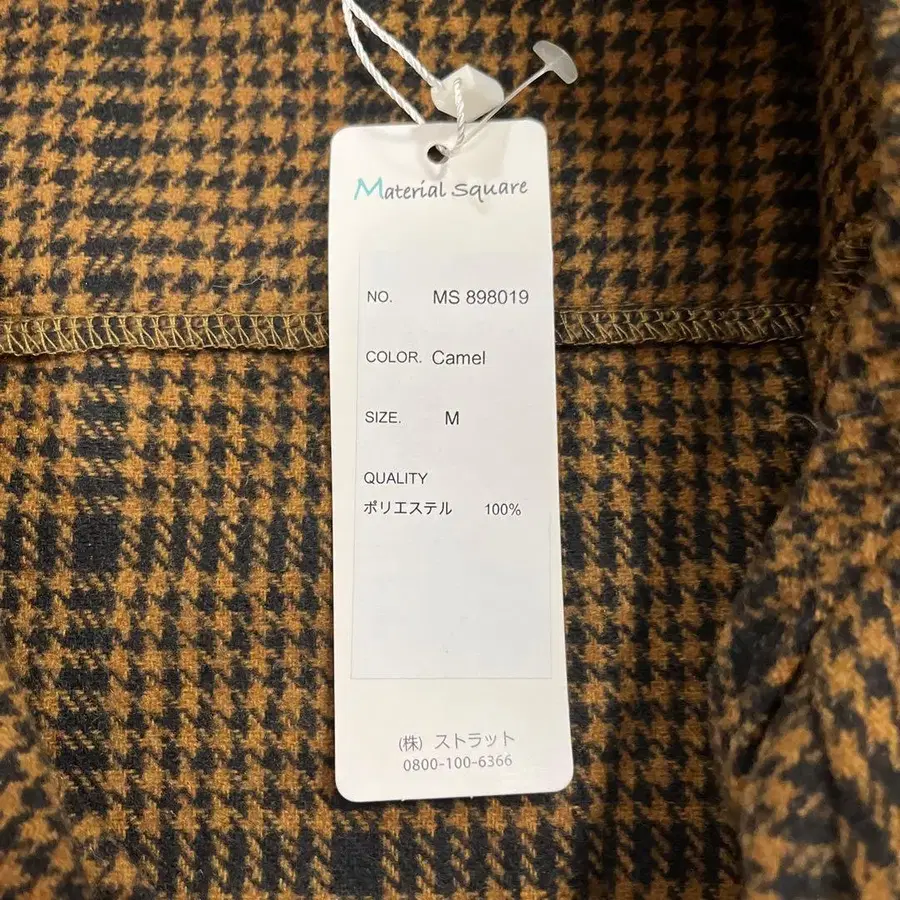 Material Square
NO. MS 898019
COLOR. Camel
SIZE. M
QUALITY
ポリエステル 100%
(株) ストラット
0800-100-6366